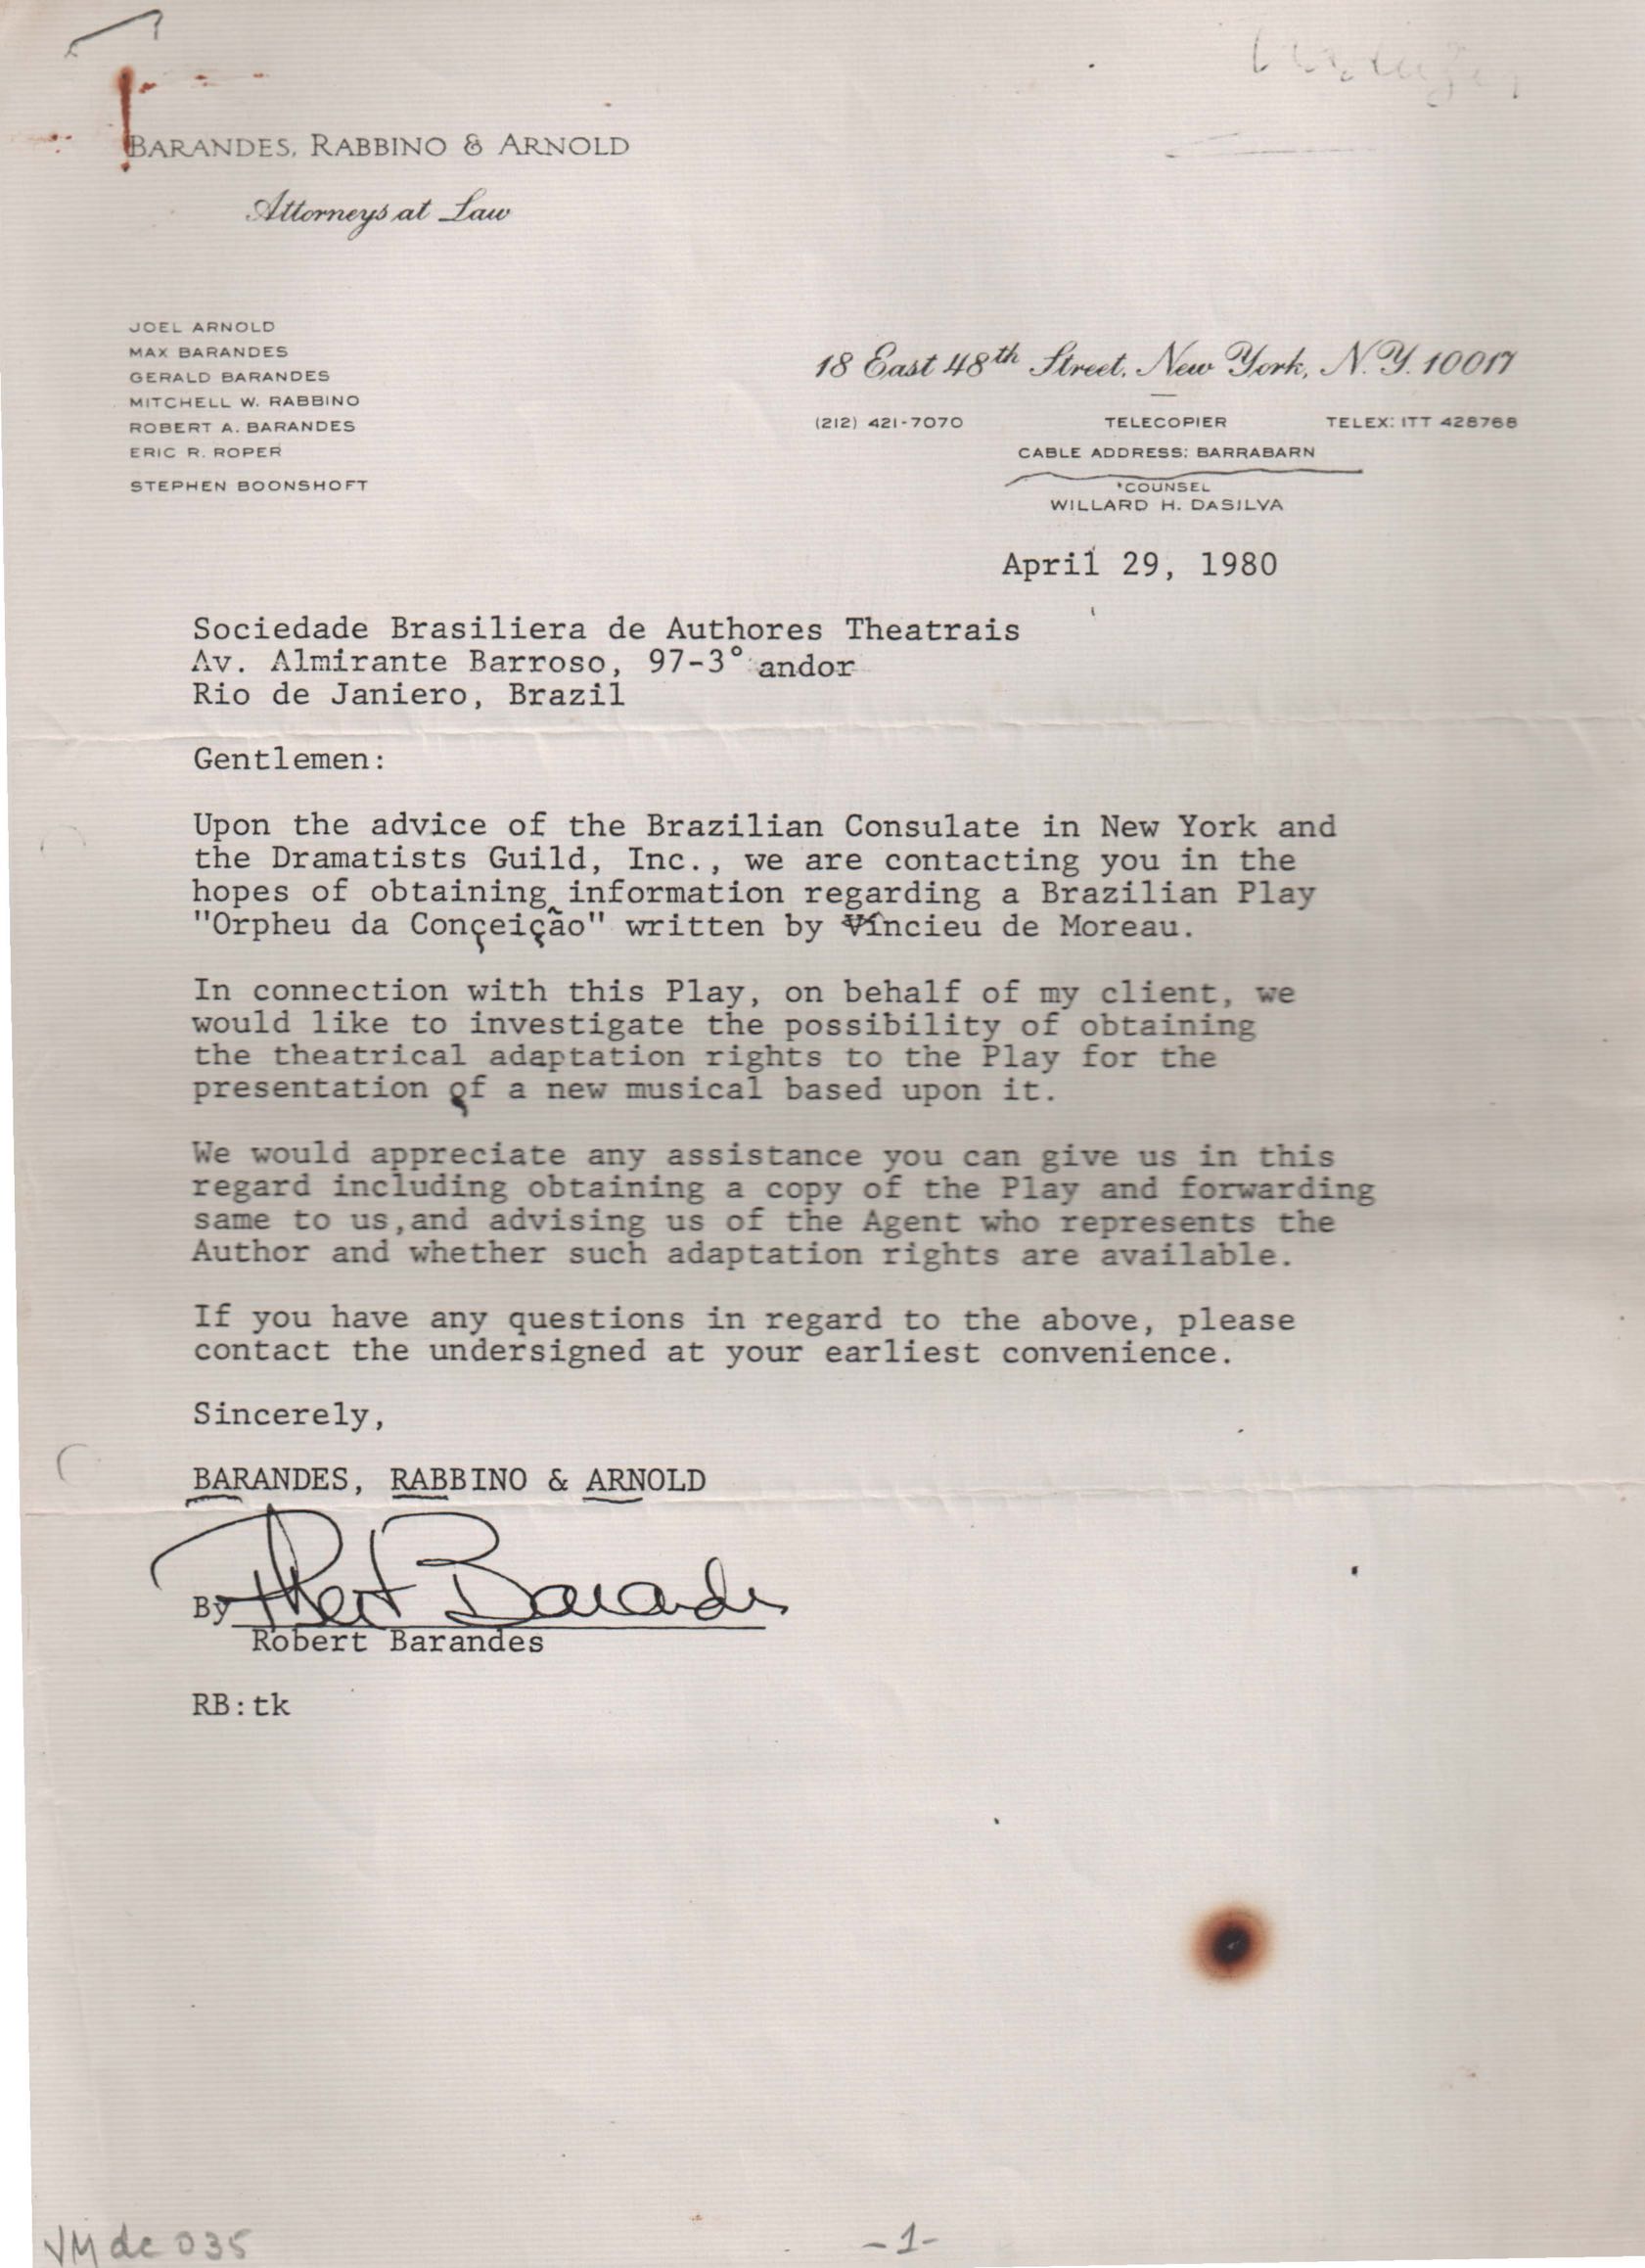 BARANDES, RABBINO & ARNOLD
Attorneys at Law
JOEL ARNOLD
MAX BARANDES
GERALD BARANDES
MITCHELL W. RABBINO
ROBERT A. BARANDES
ERIC R. ROPER
STEPHEN BOONSHOFT
18 East 48th Street, New York, N.Y. 10017
(212) 421-7070 TELECOPIER TELEX: ITT 428768
CABLE ADDRESS: BARRABARN
COUNSEL
WILLARD H. DASILVA
April 29, 1980
Sociedade Brasiliera de Authores Theatrais
Av. Almirante Barroso, 97-3° andor
Rio de Janiero, Brazil
Gentlemen:
Upon the advice of the Brazilian Consulate in New York and
the Dramatists Guild, Inc., we are contacting you in the
hopes of obtaining information regarding a Brazilian Play
"Orpheu da Conçeição" written by Vincieu de Moreau.
In connection with this Play, on behalf of my client, we
would like to investigate the possibility of obtaining
the theatrical adaptation rights to the Play for the
presentation of a new musical based upon it.
We would appreciate any assistance you can give us in this
regard including obtaining a copy of the Play and forwarding
same to us,and advising us of the Agent who represents the
Author and whether such adaptation rights are available.
If you have any questions in regard to the above, please
contact the undersigned at your earliest convenience.
Sincerely,
BARANDES, RABBINO & ARNOLD
By Robert Barandes
Robert Barandes
RB:tk
VMdc 035
-1-